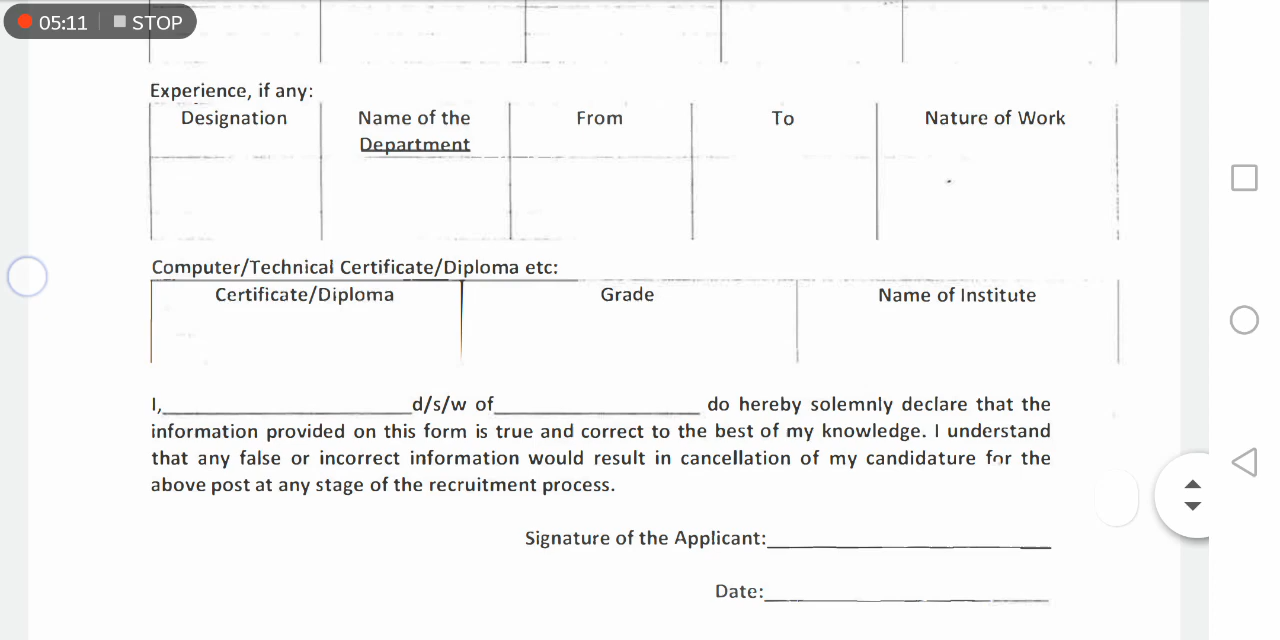 05:11 STOP
Experience, if any:
Designation Name of the From To Nature of Work
Department
Computer/Technical Certificate/Diploma etc:
Certificate/Diploma Grade Name of Institute
I,_______________________d/s/w of___________________ do hereby solemnly declare that the
information provided on this form is true and correct to the best of my knowledge. I understand
that any false or incorrect information would result in cancellation of my candidature for the
above post at any stage of the recruitment process.
Signature of the Applicant:__________________________
Date:__________________________